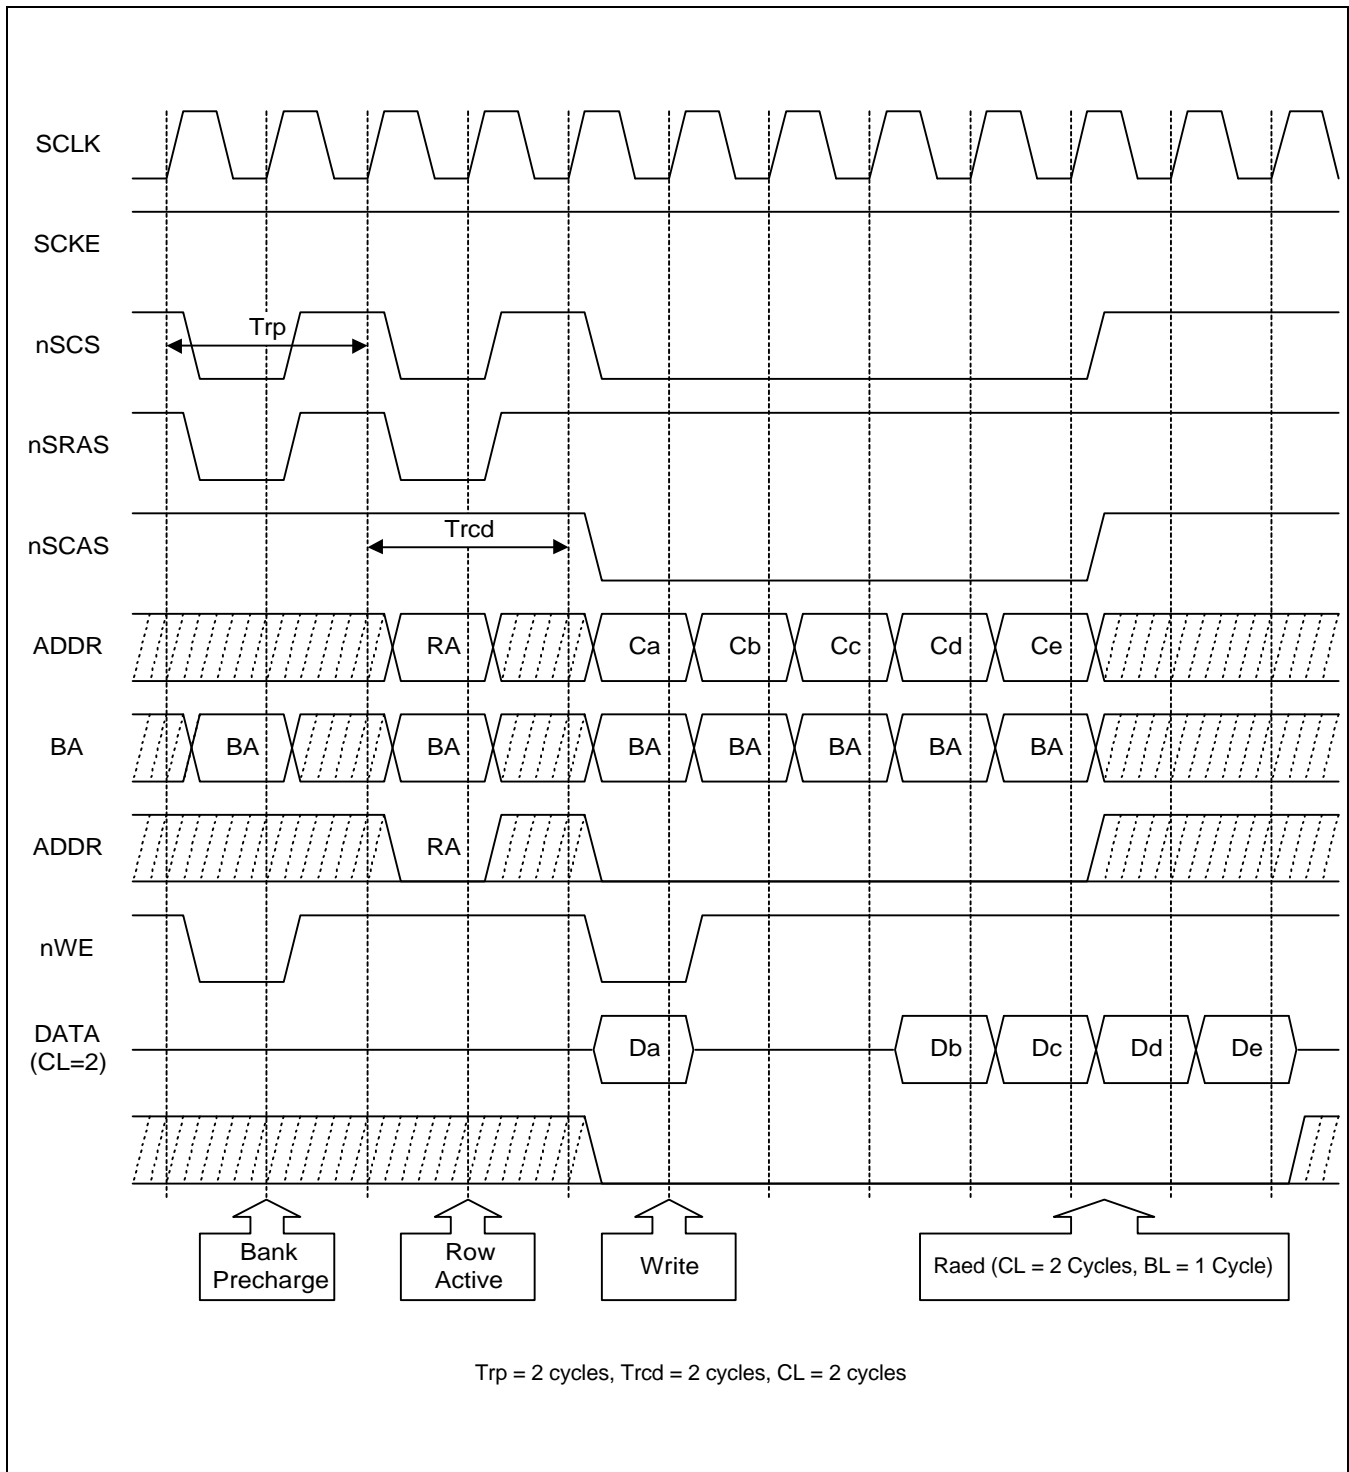 SCLK
SCKE
nSCS
Trp
nSRAS
nSCAS
Trcd
ADDR
RA
Ca
Cb
Cc
Cd
Ce
BA
BA
BA
BA
BA
BA
BA
BA
ADDR
RA
nWE
DATA
(CL=2)
Da
Db
Dc
Dd
De
Bank
Precharge
Row
Active
Write
Raed (CL = 2 Cycles, BL = 1 Cycle)
Trp = 2 cycles, Trcd = 2 cycles, CL = 2 cycles